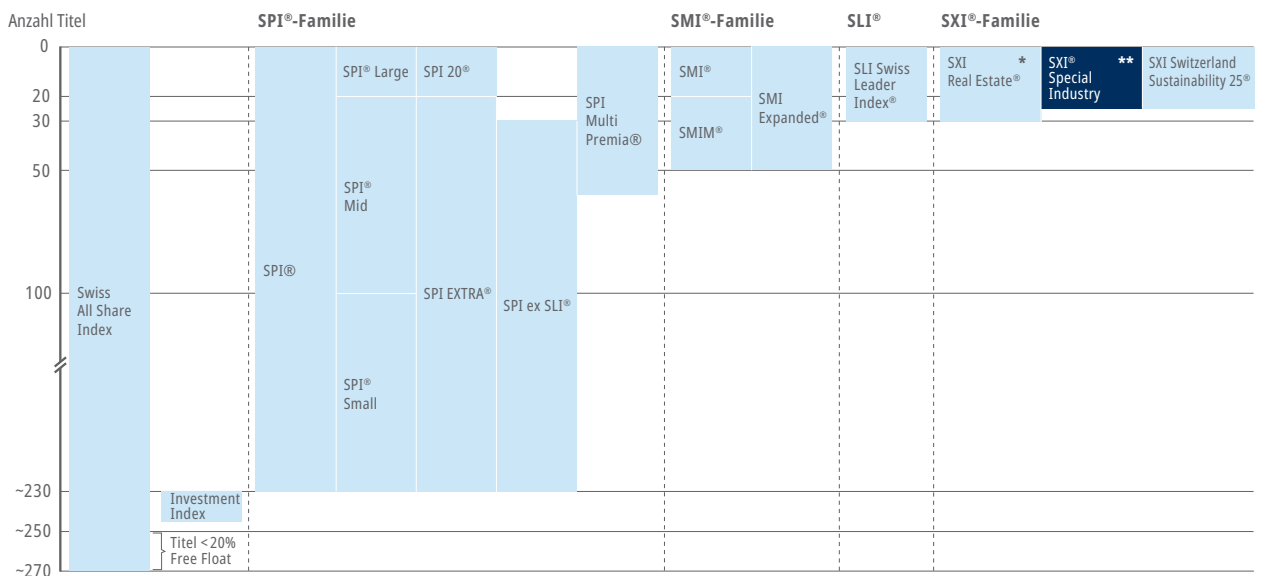 Anzahl Titel
SPI®-Familie
SMI®-Familie
SLI®
SXI®-Familie
0
20
30
50
100
~230
~250
~270
Swiss
All Share
Index
Investment
Index
Titel <20%
Free Float
SPI®
SPI® Large
SPI®
Mid
SPI®
Small
SPI 20®
SPI EXTRA®
SPI ex SLI®
SPI
Multi
Premia®
SMI®
SMIM®
SMI
Expanded®
SLI Swiss
Leader
Index®
SXI *
Real Estate®
SXI® **
Special
Industry
SXI Switzerland
Sustainability 25®